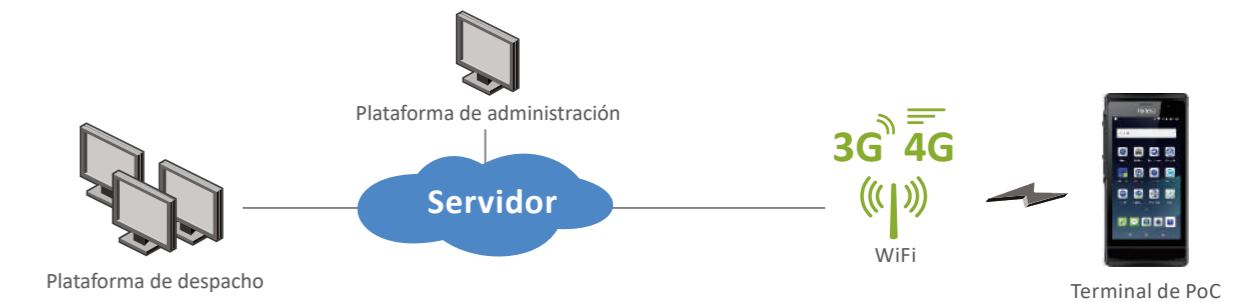 Plataforma de administración
3G 4G
Servidor
WiFi
Plataforma de despacho
Terminal de PoC